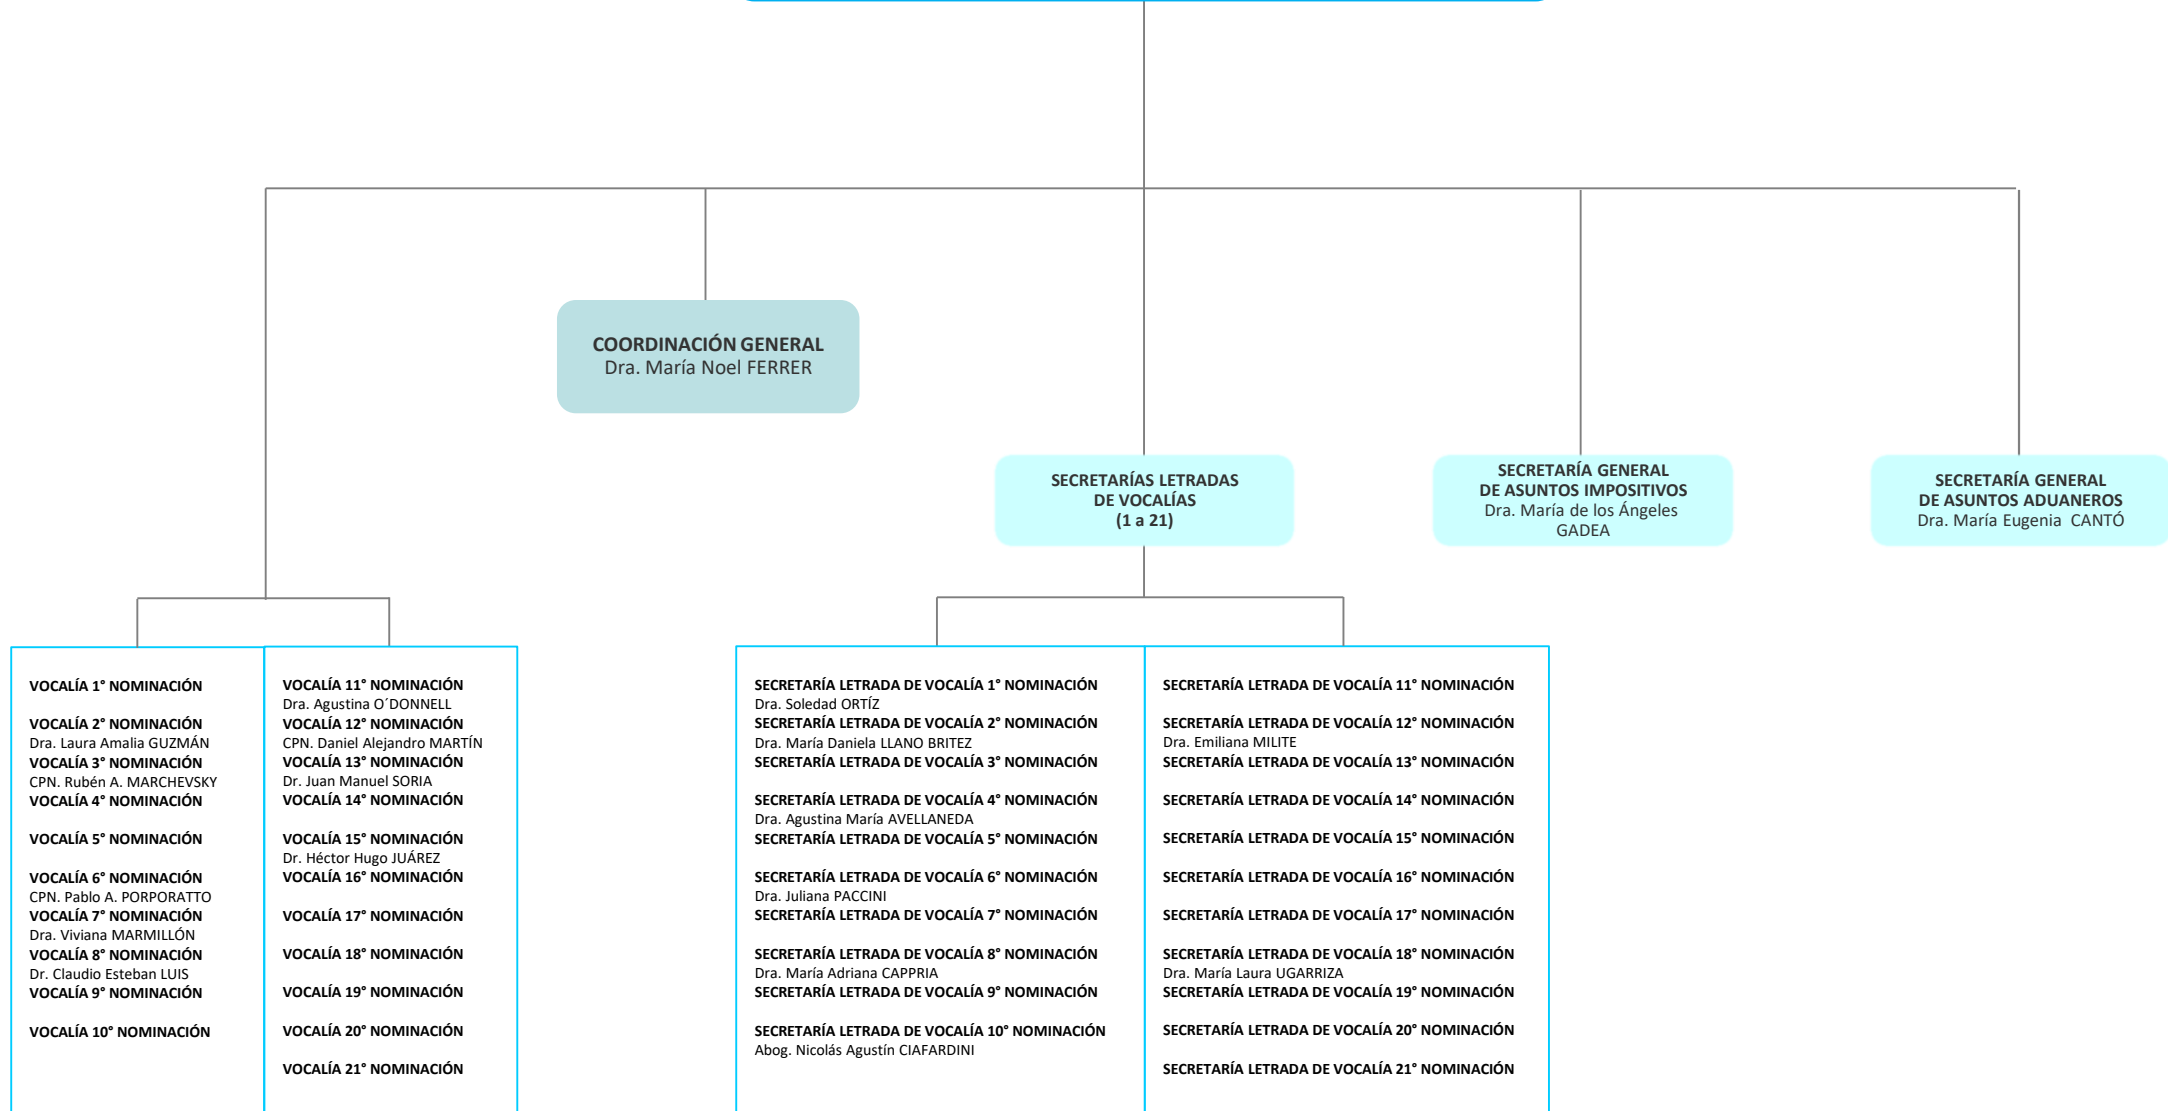 COORDINACIÓN GENERAL
Dra. María Noel FERRER
SECRETARÍAS LETRADAS
DE VOCALÍAS
(1 a 21)
SECRETARÍA GENERAL
DE ASUNTOS IMPOSITIVOS
Dra. María de los Ángeles
GADEA
SECRETARÍA GENERAL
DE ASUNTOS ADUANEROS
Dra. María Eugenia  CANTÓ
VOCALÍA 1° NOMINACIÓN
VOCALÍA 2° NOMINACIÓN
Dra. Laura Amalia GUZMÁN
VOCALÍA 3° NOMINACIÓN
CPN. Rubén A. MARCHEVSKY
VOCALÍA 4° NOMINACIÓN
VOCALÍA 5° NOMINACIÓN
VOCALÍA 6° NOMINACIÓN
CPN. Pablo A. PORPORATTO
VOCALÍA 7° NOMINACIÓN
Dra. Viviana MARMILLÓN
VOCALÍA 8° NOMINACIÓN
Dr. Claudio Esteban LUIS
VOCALÍA 9° NOMINACIÓN
VOCALÍA 10° NOMINACIÓN
VOCALÍA 11° NOMINACIÓN
Dra. Agustina O´DONNELL
VOCALÍA 12° NOMINACIÓN
CPN. Daniel Alejandro MARTÍN
VOCALÍA 13° NOMINACIÓN
Dr. Juan Manuel SORIA
VOCALÍA 14° NOMINACIÓN
VOCALÍA 15° NOMINACIÓN
Dr. Héctor Hugo JUÁREZ
VOCALÍA 16° NOMINACIÓN
VOCALÍA 17° NOMINACIÓN
VOCALÍA 18° NOMINACIÓN
VOCALÍA 19° NOMINACIÓN
VOCALÍA 20° NOMINACIÓN
VOCALÍA 21° NOMINACIÓN
SECRETARÍA LETRADA DE VOCALÍA 1° NOMINACIÓN
Dra. Soledad ORTÍZ
SECRETARÍA LETRADA DE VOCALÍA 2° NOMINACIÓN
Dra. María Daniela LLANO BRITEZ
SECRETARÍA LETRADA DE VOCALÍA 3° NOMINACIÓN
SECRETARÍA LETRADA DE VOCALÍA 4° NOMINACIÓN
Dra. Agustina María AVELLANEDA
SECRETARÍA LETRADA DE VOCALÍA 5° NOMINACIÓN
SECRETARÍA LETRADA DE VOCALÍA 6° NOMINACIÓN
Dra. Juliana PACCINI
SECRETARÍA LETRADA DE VOCALÍA 7° NOMINACIÓN
SECRETARÍA LETRADA DE VOCALÍA 8° NOMINACIÓN
Dra. María Adriana CAPPRIA
SECRETARÍA LETRADA DE VOCALÍA 9° NOMINACIÓN
SECRETARÍA LETRADA DE VOCALÍA 10° NOMINACIÓN
Abog. Nicolás Agustín CIAFARDINI
SECRETARÍA LETRADA DE VOCALÍA 11° NOMINACIÓN
SECRETARÍA LETRADA DE VOCALÍA 12° NOMINACIÓN
Dra. Emiliana MILITE
SECRETARÍA LETRADA DE VOCALÍA 13° NOMINACIÓN
SECRETARÍA LETRADA DE VOCALÍA 14° NOMINACIÓN
SECRETARÍA LETRADA DE VOCALÍA 15° NOMINACIÓN
SECRETARÍA LETRADA DE VOCALÍA 16° NOMINACIÓN
SECRETARÍA LETRADA DE VOCALÍA 17° NOMINACIÓN
SECRETARÍA LETRADA DE VOCALÍA 18° NOMINACIÓN
Dra. María Laura UGARRIZA
SECRETARÍA LETRADA DE VOCALÍA 19° NOMINACIÓN
SECRETARÍA LETRADA DE VOCALÍA 20° NOMINACIÓN
SECRETARÍA LETRADA DE VOCALÍA 21° NOMINACIÓN